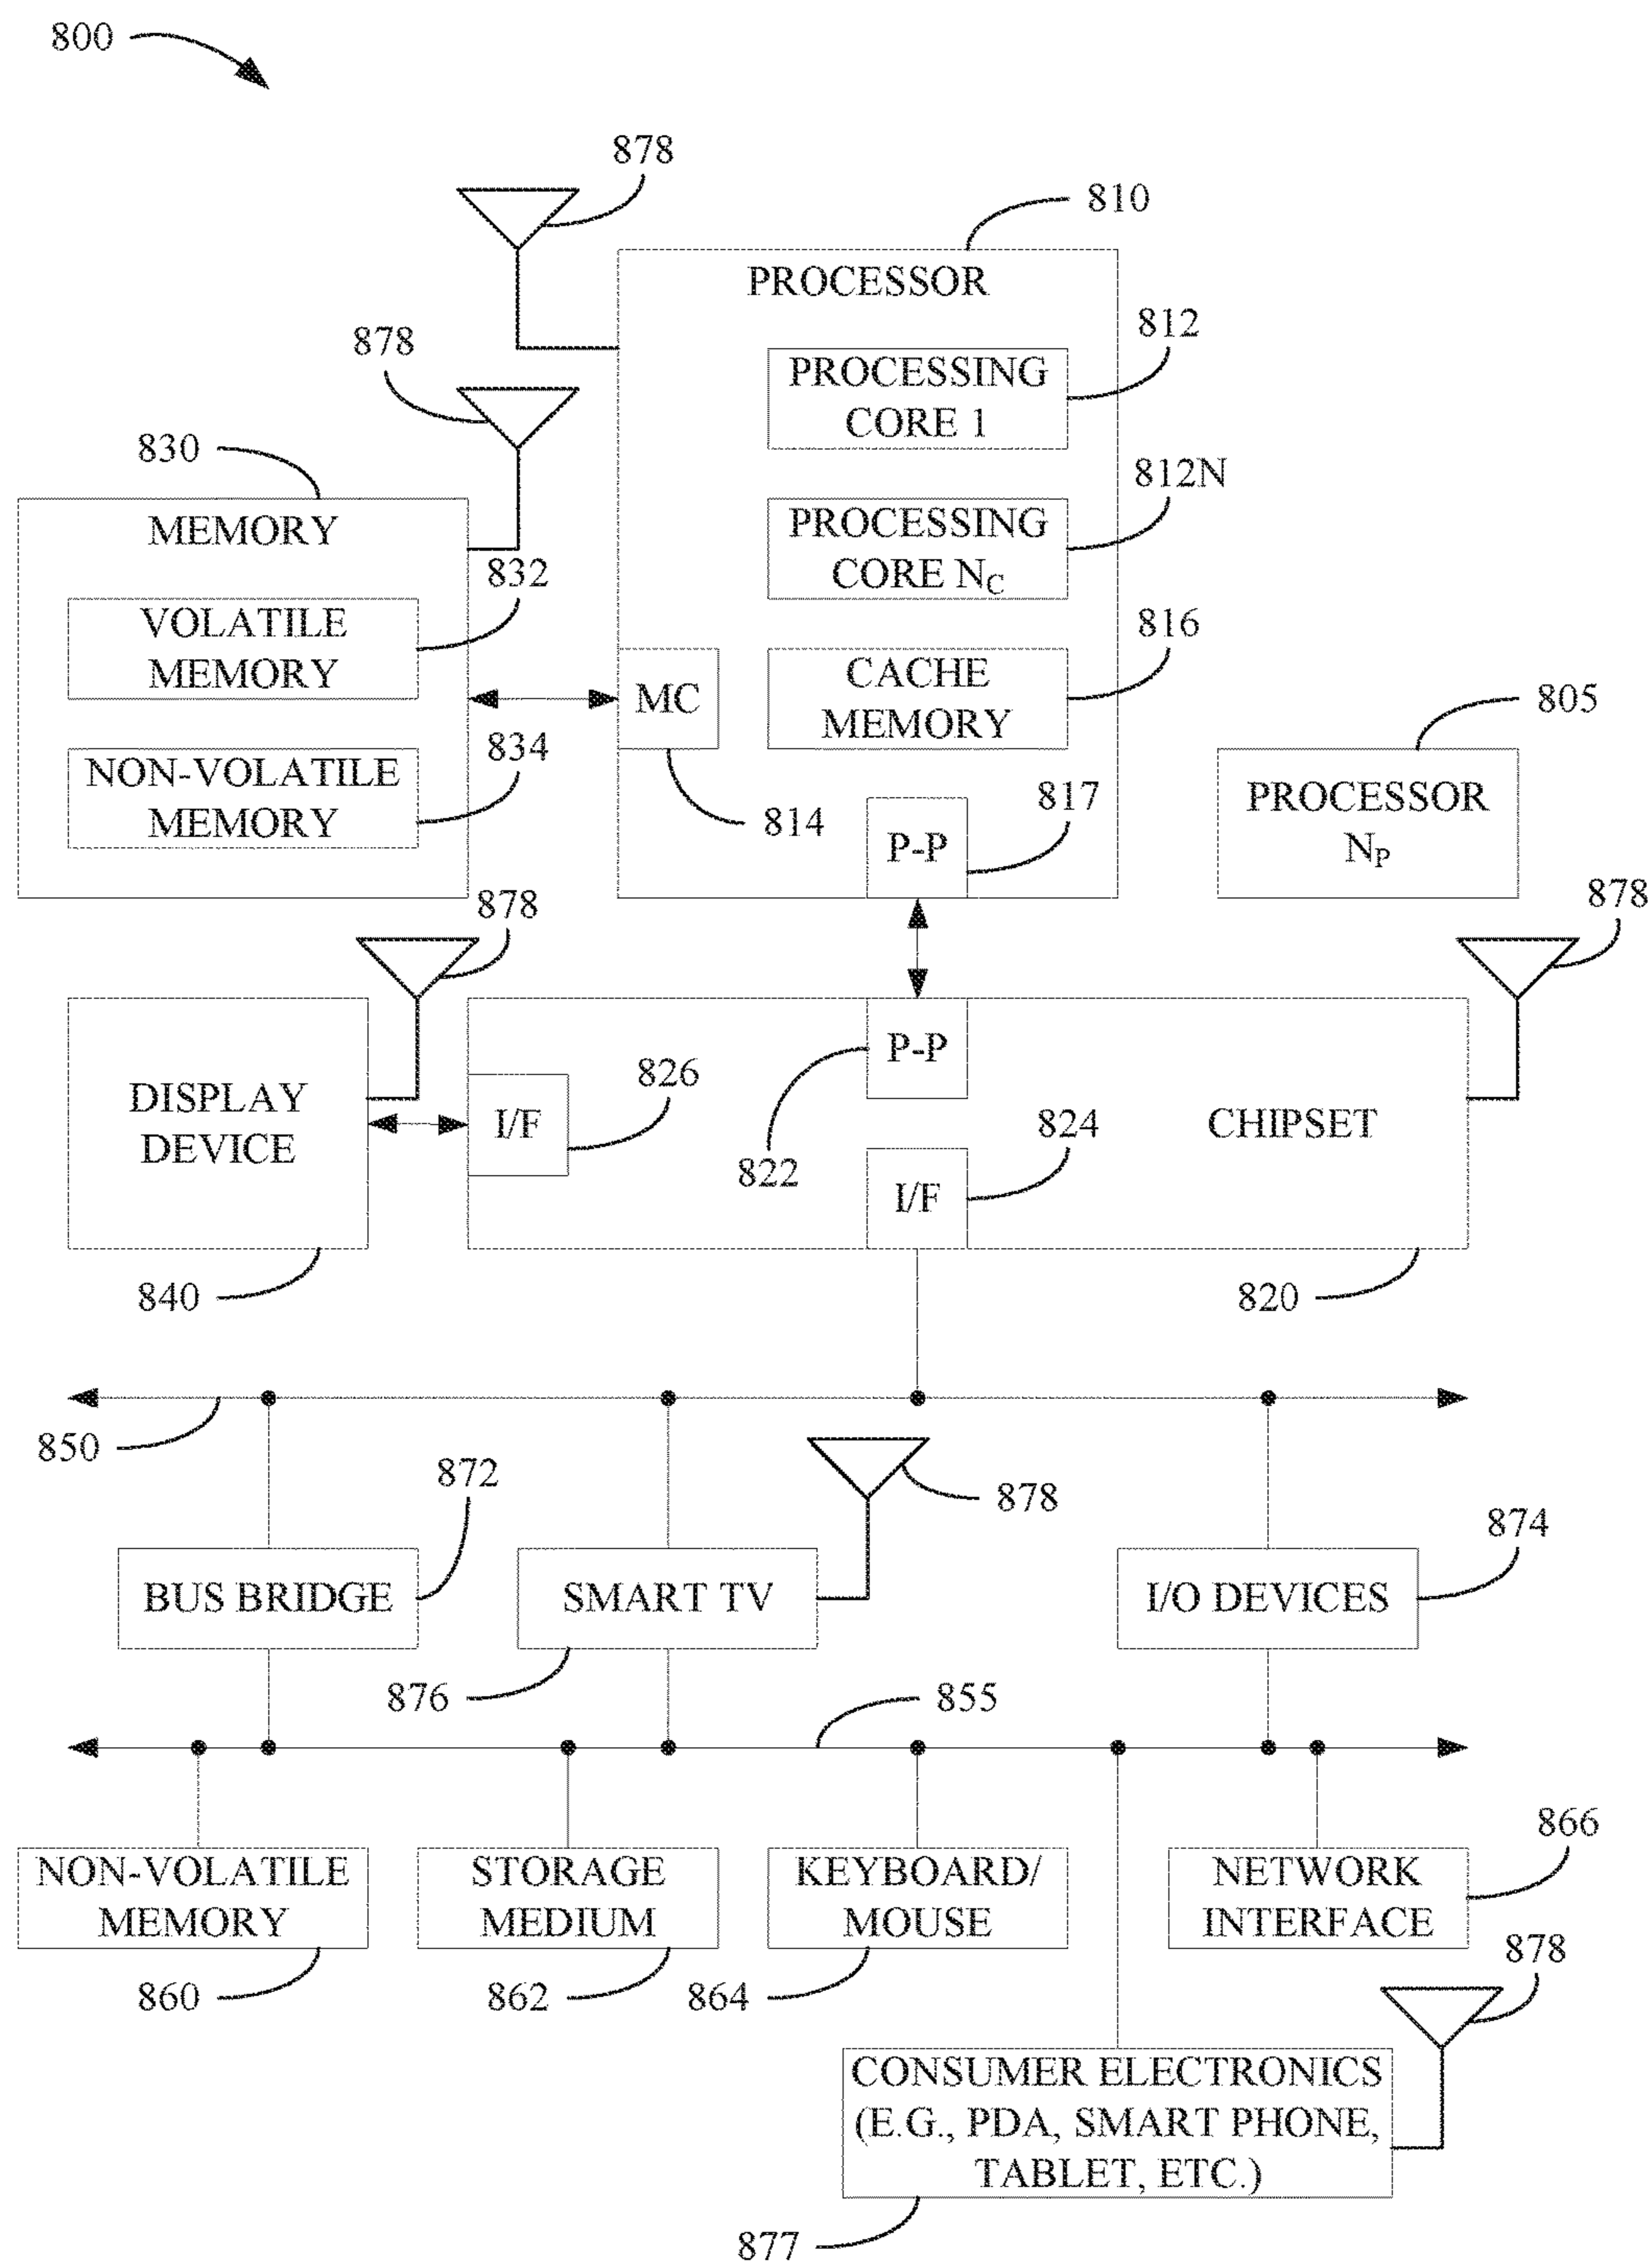 800
878
810
PROCESSOR
812
PROCESSING
CORE 1
878
830
MEMORY
812N
PROCESSING
CORE NC
832
VOLATILE
MEMORY
816
CACHE
MEMORY
MC
805
PROCESSOR
NP
834
NON-VOLATILE
MEMORY
814
817
P-P
878
878
P-P
DISPLAY
DEVICE
826
I/F
822
824
I/F
CHIPSET
840
820
850
872
878
874
BUS BRIDGE
SMART TV
I/O DEVICES
876
855
866
NON-VOLATILE
MEMORY
STORAGE
MEDIUM
KEYBOARD/
MOUSE
NETWORK
INTERFACE
860
862
864
878
CONSUMER ELECTRONICS
(E.G., PDA, SMART PHONE,
TABLET, ETC.)
877